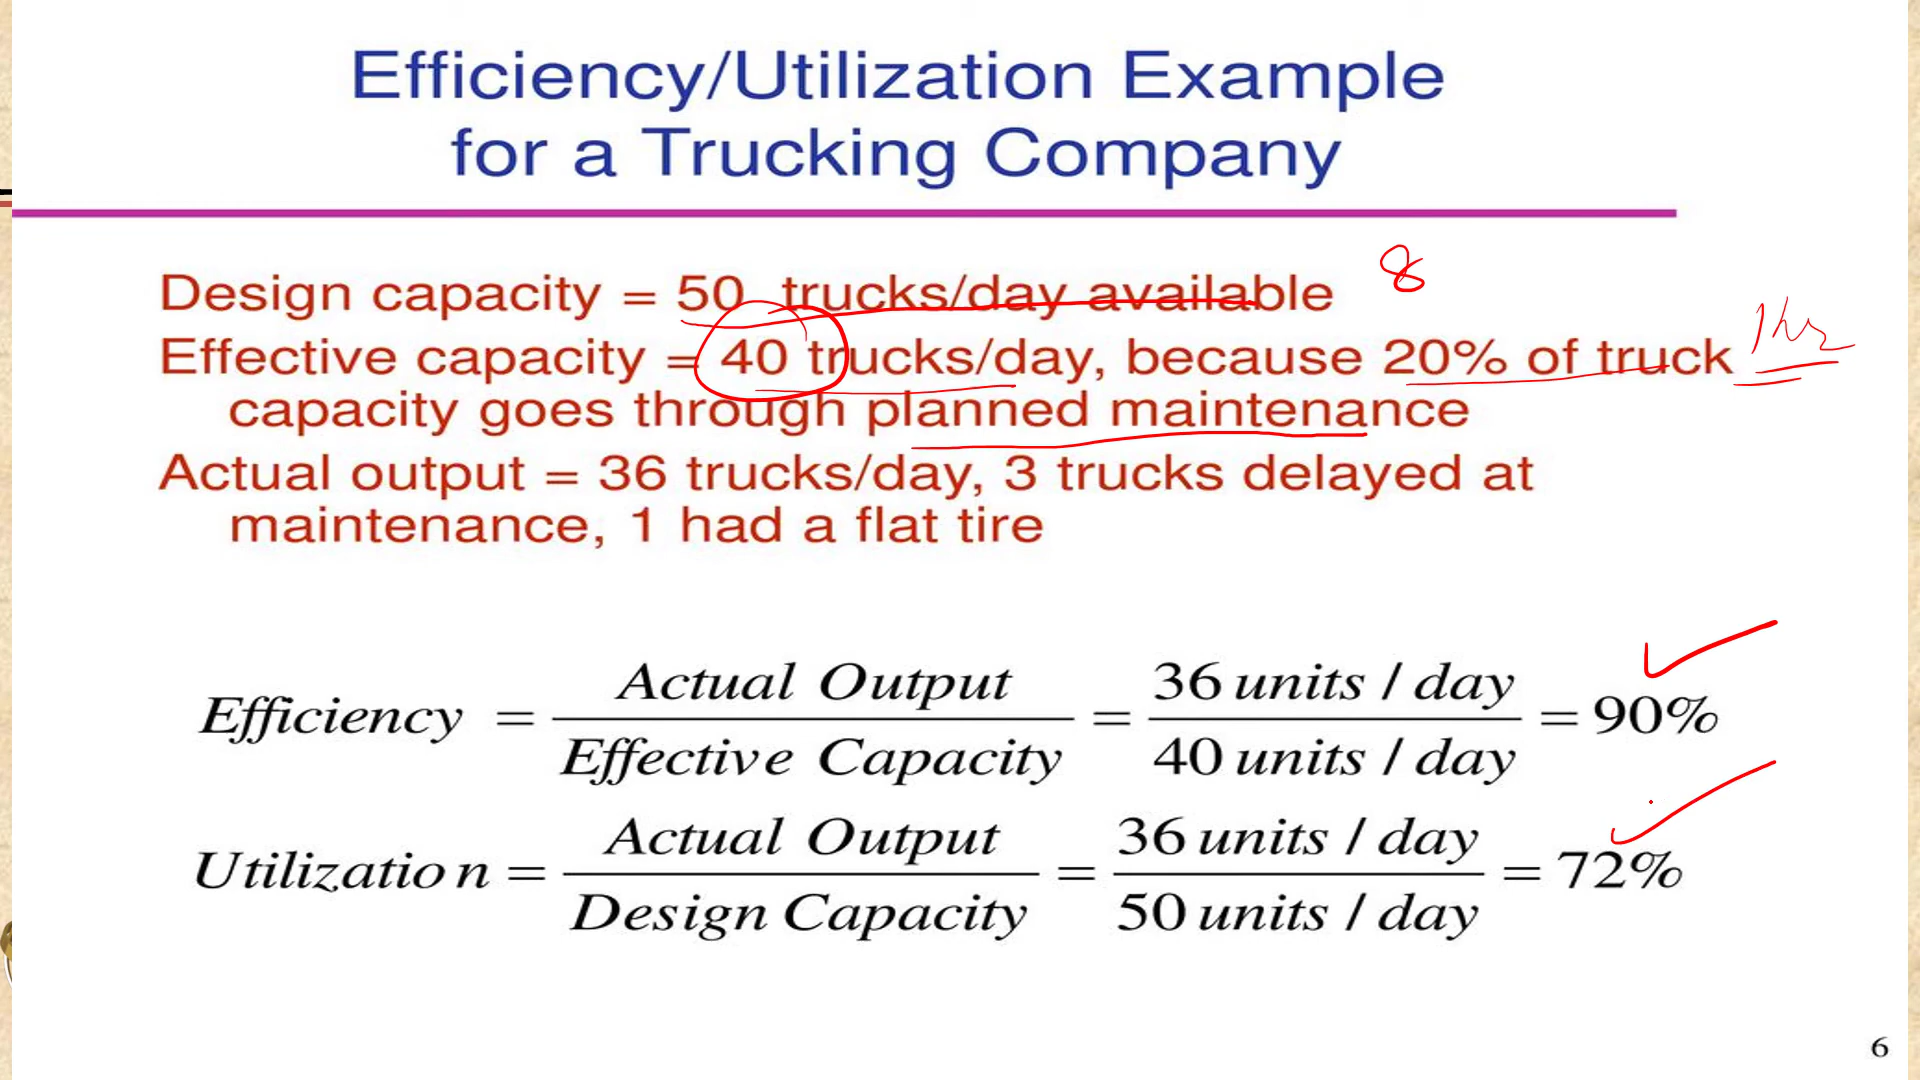 Efficiency/Utilization Example
for a Trucking Company
Design capacity = 50 trucks/day available 8
Effective capacity = 40 trucks/day, because 20% of truck 1hr
capacity goes through planned maintenance
Actual output = 36 trucks/day, 3 trucks delayed at
maintenance, 1 had a flat tire
Efficiency = Actual Output / Effective Capacity = 36 units / day / 40 units / day = 90%
Utilization = Actual Output / Design Capacity = 36 units / day / 50 units / day = 72%
6